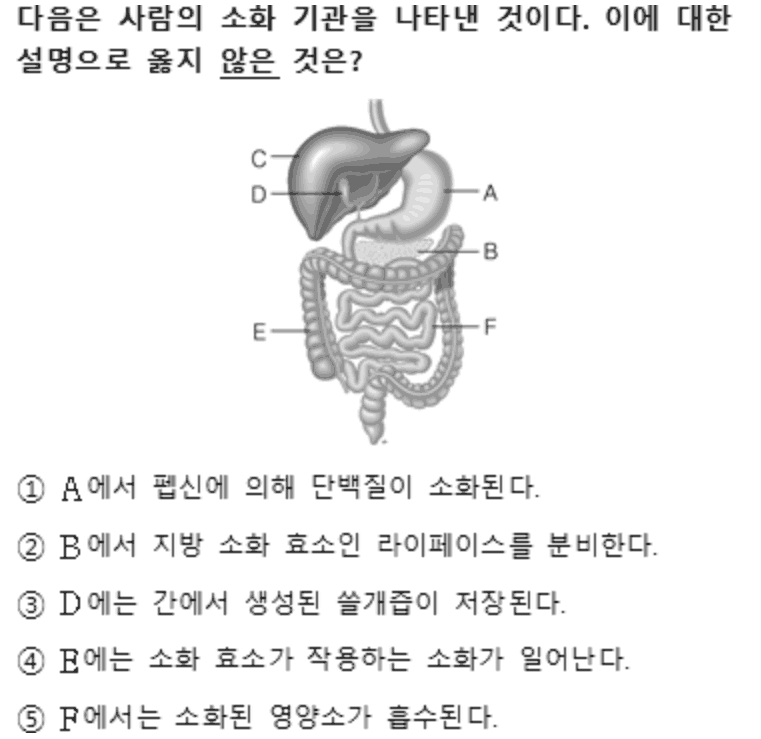 다음은 사람의 소화 기관을 나타낸 것이다. 이에 대한
설명으로 옳지 않은 것은?
C
D
A
B
E
F
① A에서 펩신에 의해 단백질이 소화된다.
② B에서 지방 소화 효소인 라이페이스를 분비한다.
③ D에는 간에서 생성된 쓸개즙이 저장된다.
④ E에는 소화 효소가 작용하는 소화가 일어난다.
⑤ F에서는 소화된 영양소가 흡수된다.